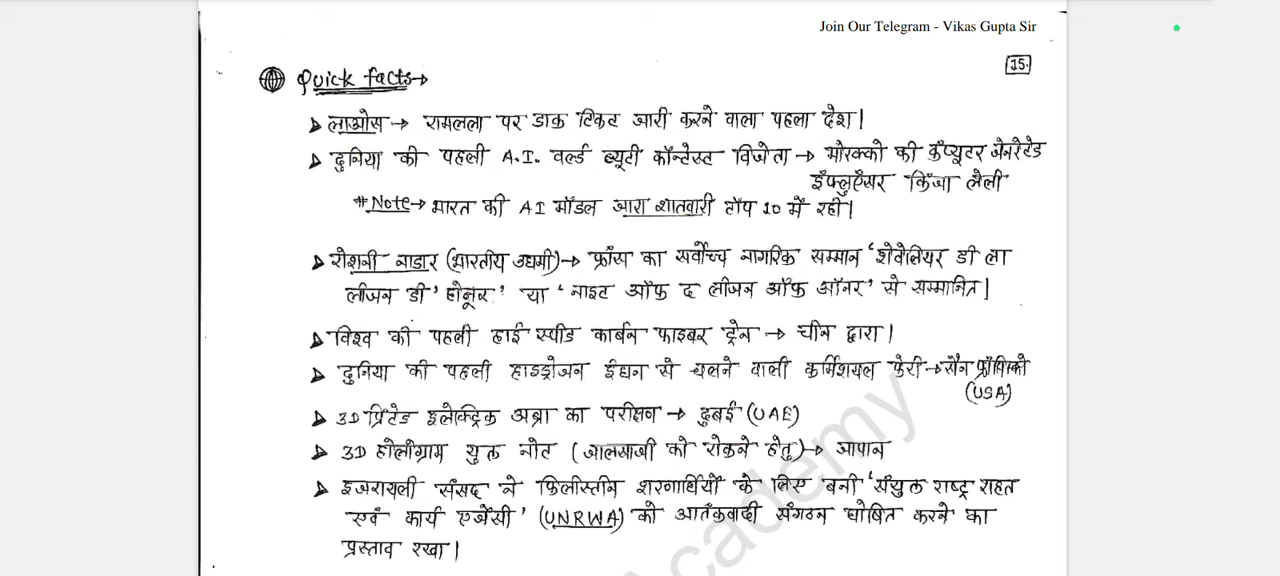 Join Our Telegram - Vikas Gupta Sir
15.
Quick facts→
लाओस → रामलला पर डाक टिकट जारी करने वाला पहला देश।
दुनिया की पहली A.I. वर्ल्ड ब्यूटी कॉन्टेस्ट विजेता → मोरक्को की कंप्यूटर जेनरेटेड
इंफ्लुएंसर किंजा लैली
#Note→ भारत की AI मॉडल जारा शातवारी टॉप 10 में रही।
रोशनी नाडार (भारतीय उद्यमी)→ फ्रांस का सर्वोच्च नागरिक सम्मान 'शेवेलियर डी ला
लीजन डी' होनूर' या 'नाइट ऑफ द लीजन ऑफ ऑनर' से सम्मानित।
विश्व की पहली हाई स्पीड कार्बन फाइबर ट्रेन → चीन द्वारा।
दुनिया की पहली हाइड्रोजन ईंधन से चलने वाली कर्मिशयल फेरी→सैन फ्रांसिको
(USA)
3D प्रिंटेड इलेक्ट्रिक अब्रा का परीक्षण → दुबई (UAE)
3D होलीग्राम युक्त नोट (जालसाजी को रोकने हेतु)→ जापान
इजरायली संसद ने फिलीस्तीन शरणार्थियों के लिए बनी 'संयुक्त राष्ट्र राहत
एवं कार्य एजेंसी' (UNRWA) को आतंकवादी संगठन घोषित करने का
प्रस्ताव रखा।
Academy